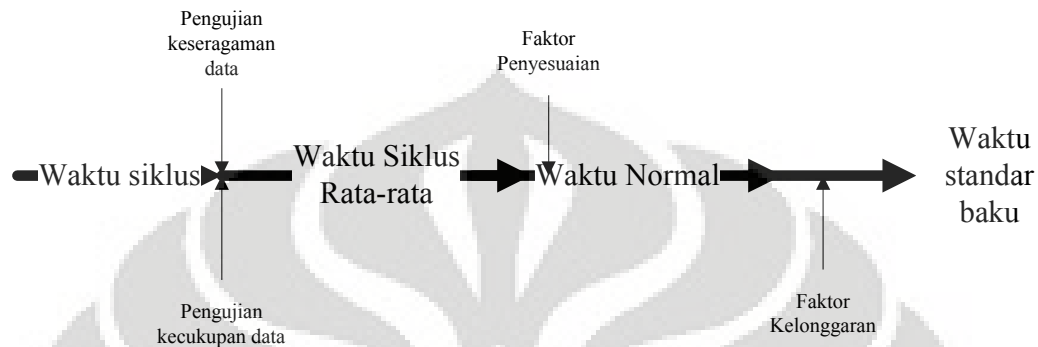 Pengujian
keseragaman
data
Faktor
Penyesuaian
Waktu siklus
Waktu Siklus
Rata-rata
Waktu Normal
Waktu
standar
baku
Pengujian
kecukupan data
Faktor
Kelonggaran